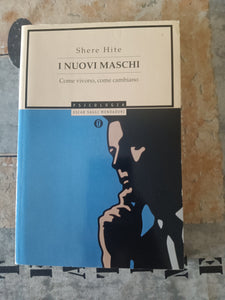 Shere Hite
I NUOVI MASCHI
Come vivono, come cambiano
PSICOLOGIA
OSCAR SAGGI MONDADORI